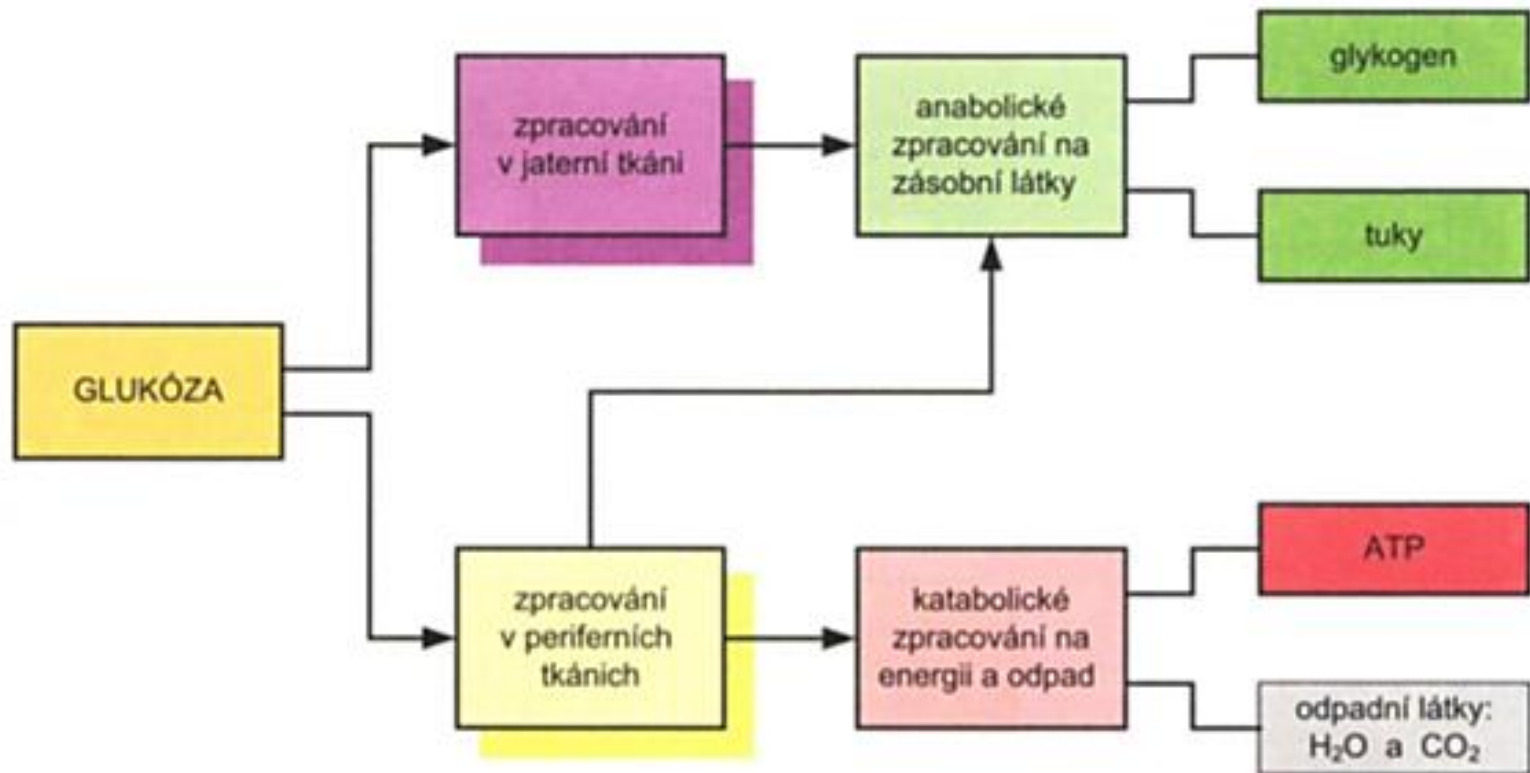 GLUKÓZA
zpracování
v jaterní tkáni
anabolické
zpracování na
zásobní látky
glykogen
tuky
zpracování
v periferních
tkánich
katabolické
zpracování na
energii a odpad
ATP
odpadní látky:
H₂O a CO₂